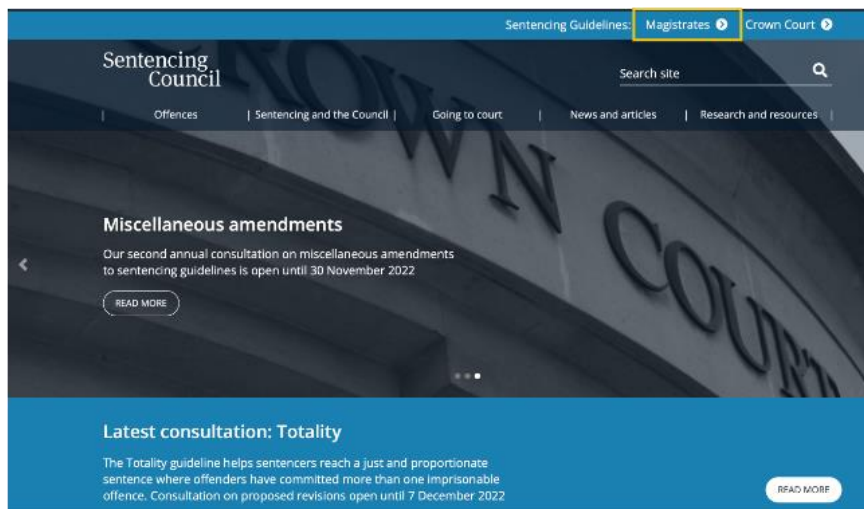 Sentencing Guidelines: Magistrates Crown Court
Sentencing
Council
Search site
Offences | Sentencing and the Council | Going to court | News and articles | Research and resources |
CROWN COURT
Miscellaneous amendments
Our second annual consultation on miscellaneous amendments
to sentencing guidelines is open until 30 November 2022
READ MORE
Latest consultation: Totality
The Totality guideline helps sentencers reach a just and proportionate
sentence where offenders have committed more than one imprisonable
offence. Consultation on proposed revisions open until 7 December 2022
READ MORE